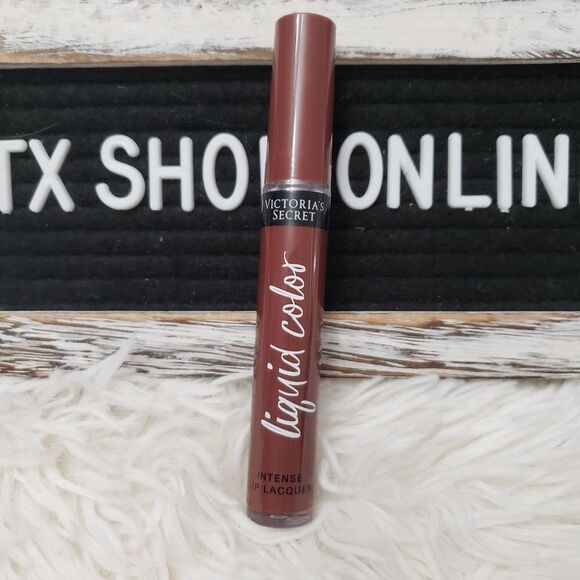 TX SHO ONLIN
VICTORIA'S
SECRET
liquid color
INTENSE
LIP LACQUER